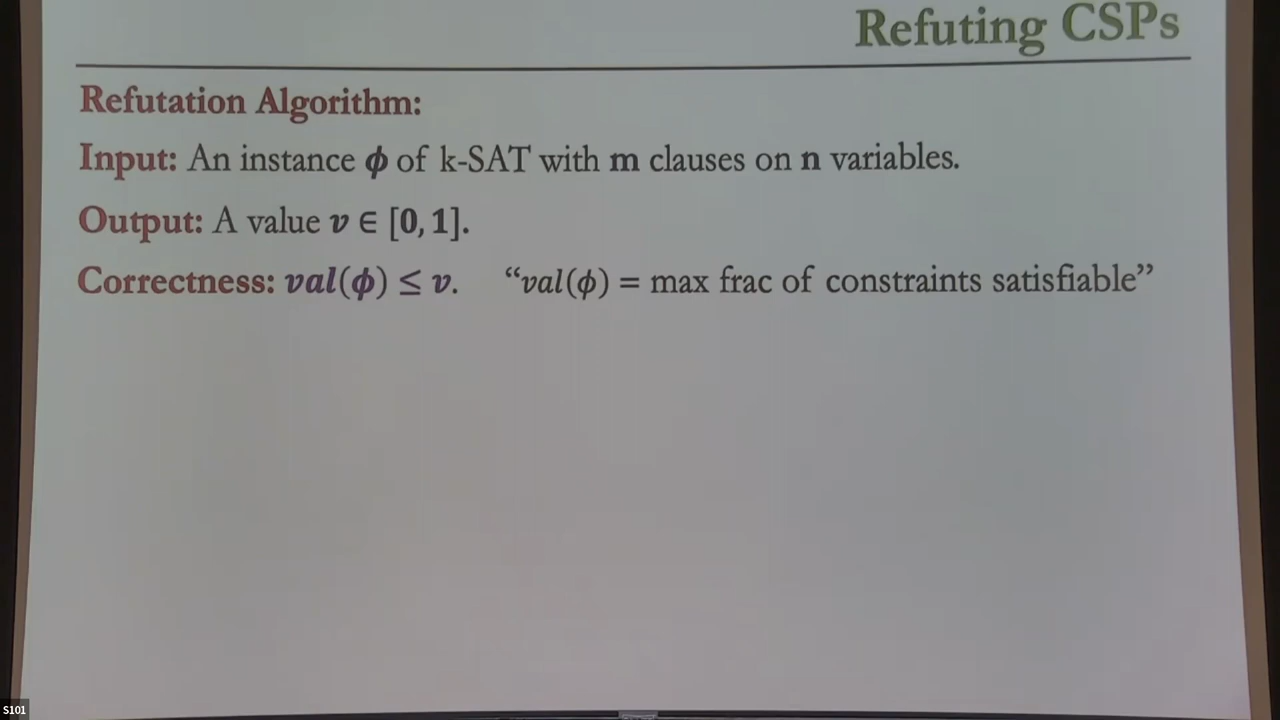 Refuting CSPs
Refutation Algorithm:
Input: An instance ϕ of k-SAT with m clauses on n variables.
Output: A value v ∈ [0, 1].
Correctness: val(ϕ) ≤ v. “val(ϕ) = max frac of constraints satisfiable”
S101